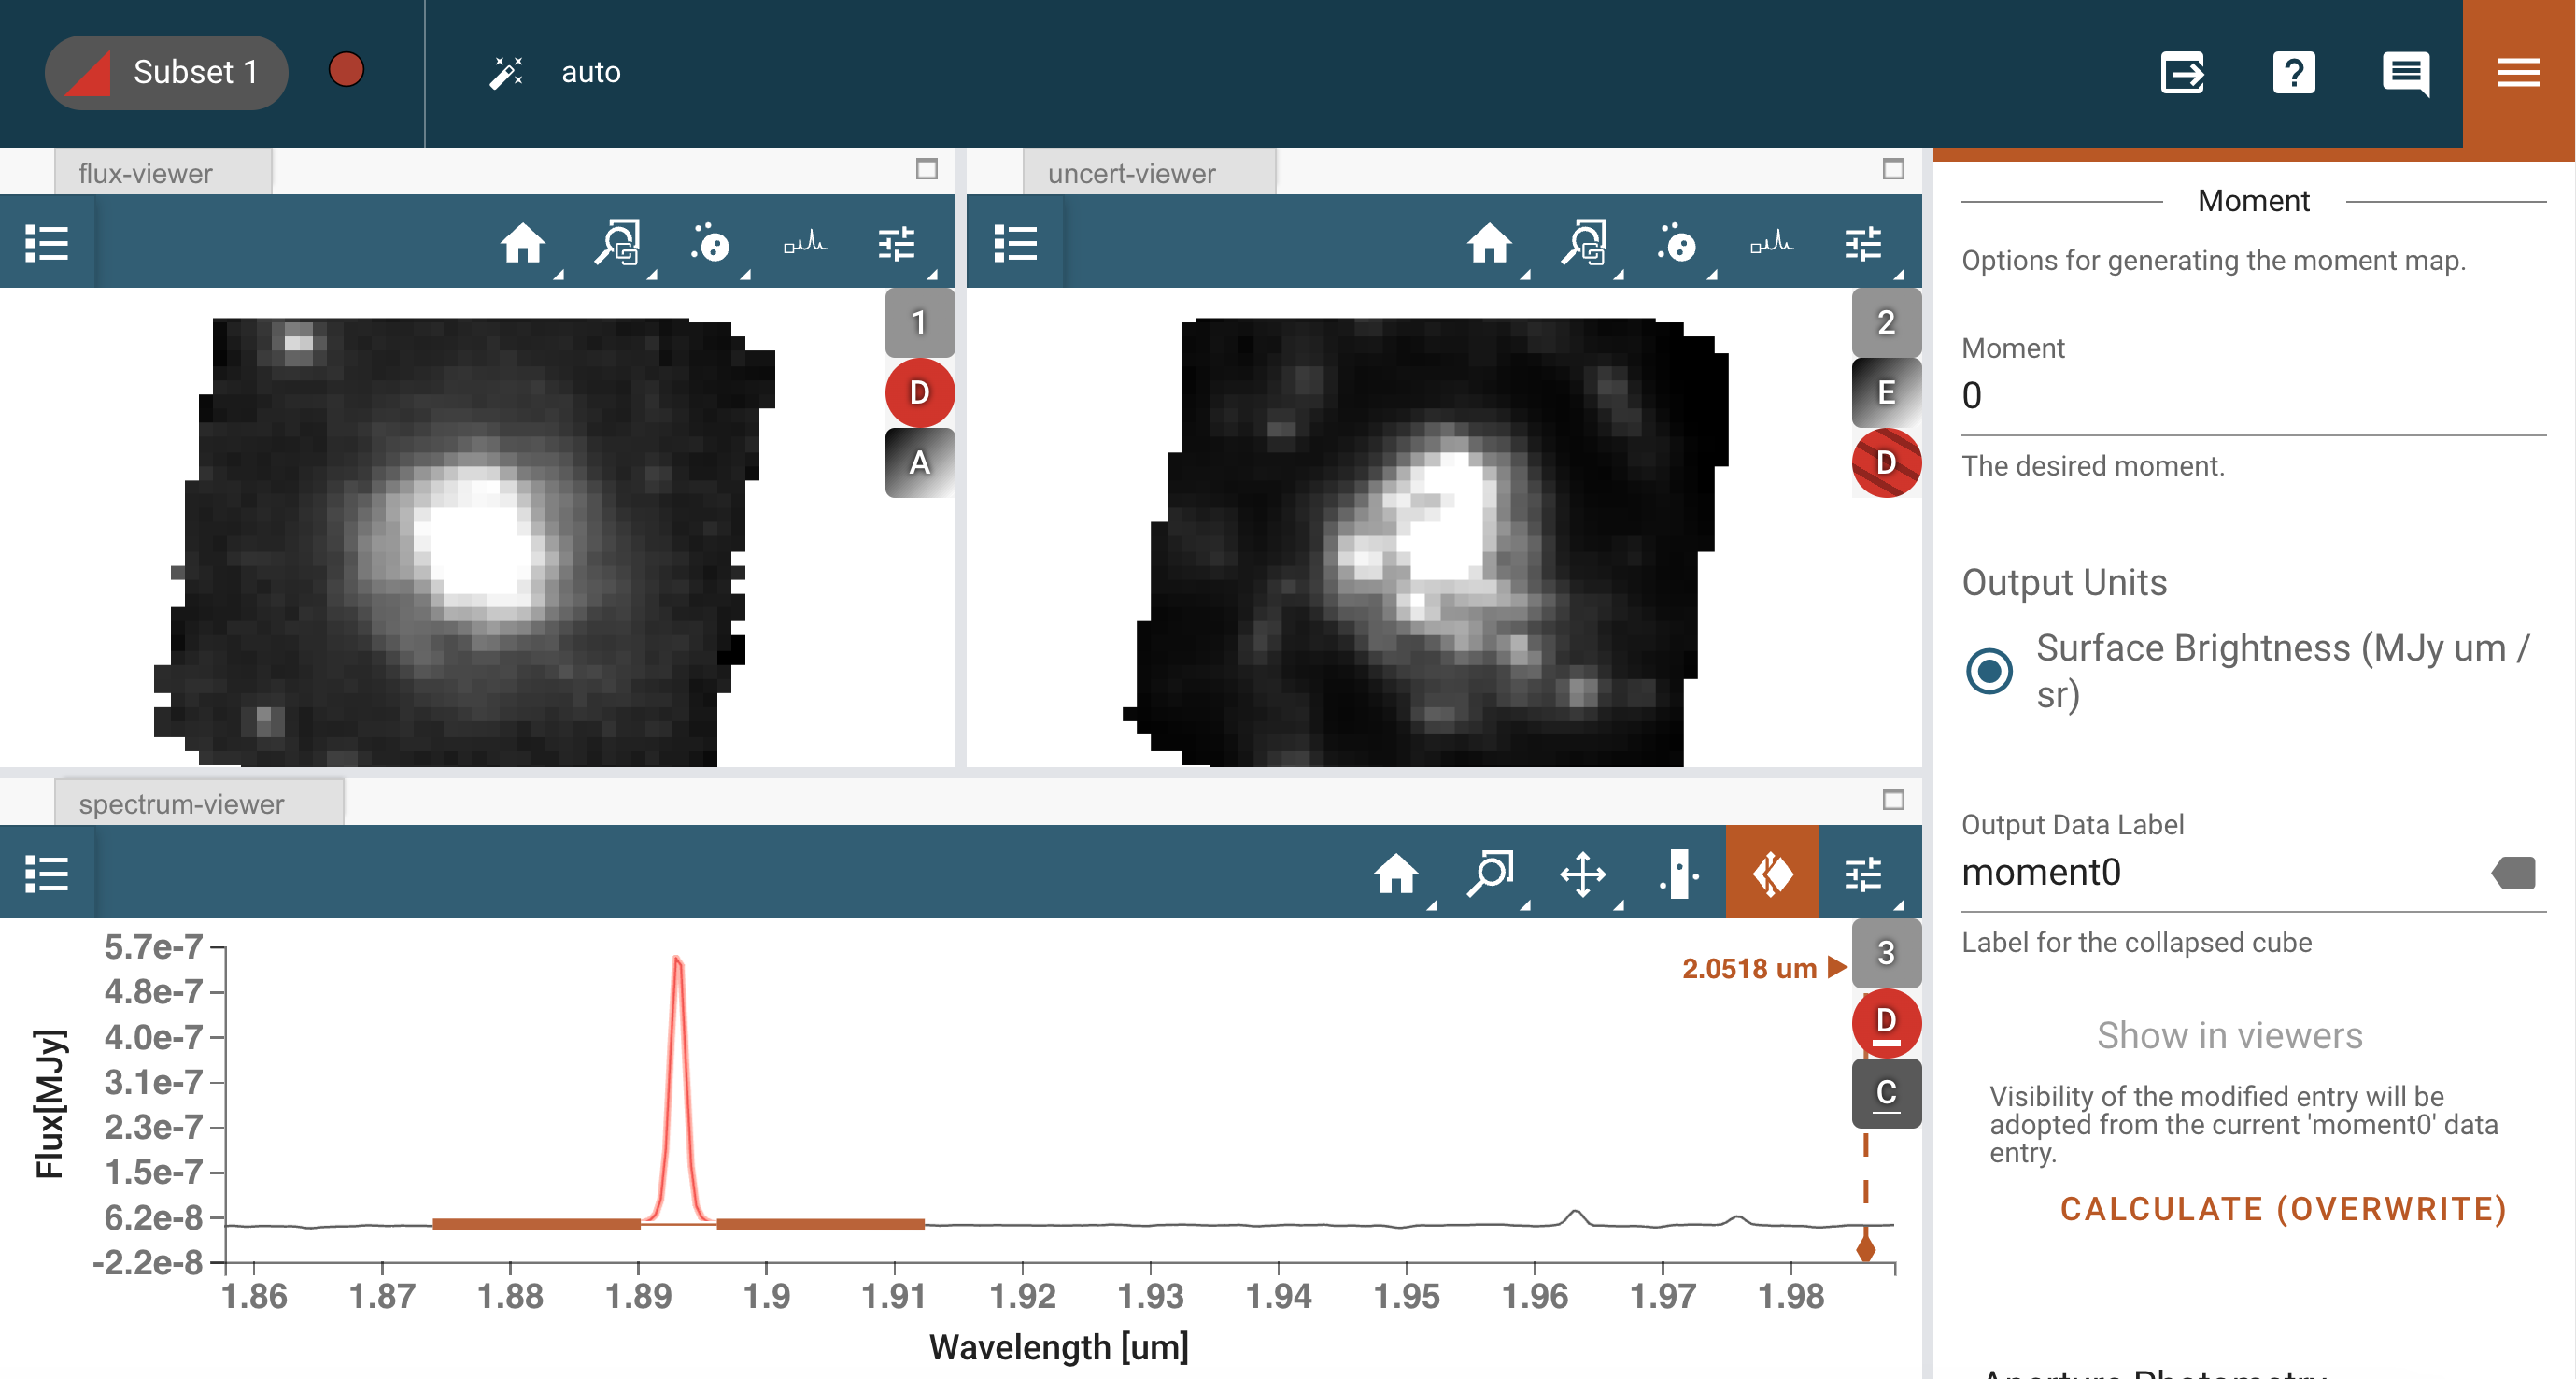 Subset 1
auto
flux-viewer
uncert-viewer
1
D
A
2
E
D
spectrum-viewer
2.0518 um
3
D
C
Flux[MJy]
5.7e-7
4.8e-7
4.0e-7
3.1e-7
2.3e-7
1.5e-7
6.2e-8
-2.2e-8
1.86 1.87 1.88 1.89 1.9 1.91 1.92 1.93 1.94 1.95 1.96 1.97 1.98
Wavelength [um]
Moment
Options for generating the moment map.
Moment
0
The desired moment.
Output Units
Surface Brightness (MJy um /
sr)
Output Data Label
moment0
Label for the collapsed cube
Show in viewers
Visibility of the modified entry will be
adopted from the current 'moment0' data
entry.
CALCULATE (OVERWRITE)
Aperture Photometry